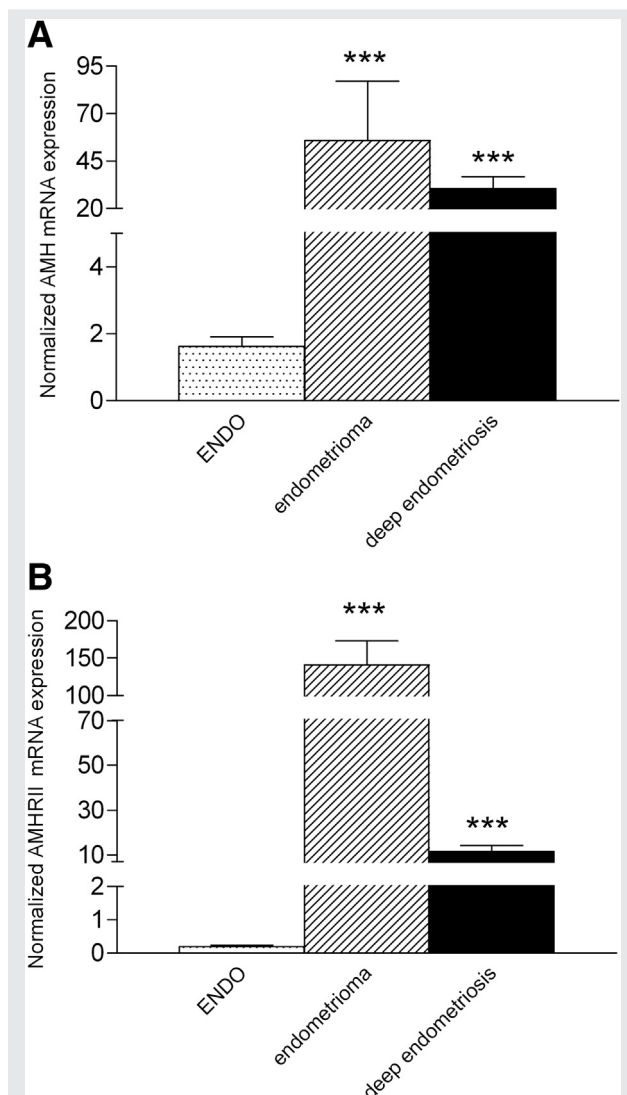 A
Normalized AMH mRNA expression
95
70
45
20
4
2
0
***
***
ENDO
endometrioma
deep endometriosis
B
Normalized AMHRII mRNA expression
200
150
100
70
50
30
10
2
1
0
***
***
ENDO
endometrioma
deep endometriosis